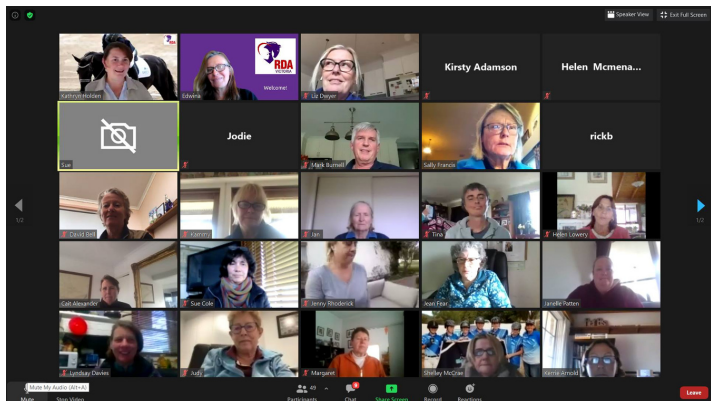 Speaker View
Exit Full Screen
Kathryn Holden
RDA
VICTORIA
Welcome!
Edwina
Liz Dwyer
Kirsty Adamson
Helen Mcmena...
Sue
Jodie
Mark Burnell
Sally Francis
rickb
David Bell
Kammy
Jan
Tina
Helen Lowery
1/2
1/2
Cait Alexander
Sue Cole
Jenny Rhoderick
Jean Fear
Janelle Patten
Lyndsay Davies
Judy
Margaret
Shelley McCrae
Kerrie Arnold
Mute My Audio (Alt+A)
49
8
Mute
Stop Video
Participants
Chat
Share Screen
Record
Reactions
Leave